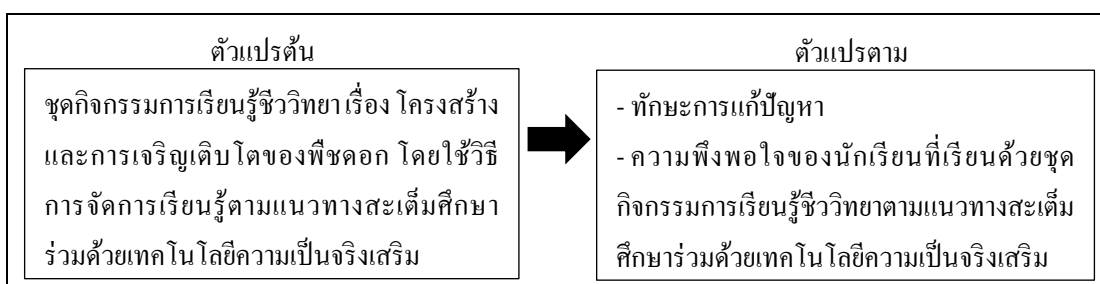 ตัวแปรต้น
ชุดกิจกรรมการเรียนรู้ชีววิทยา เรื่อง โครงสร้าง
และการเจริญเติบโตของพืชดอก โดยใช้วิธี
การจัดการเรียนรู้ตามแนวทางสะเต็มศึกษา
ร่วมด้วยเทคโนโลยีความเป็นจริงเสริม
ตัวแปรตาม
- ทักษะการแก้ปัญหา
- ความพึงพอใจของนักเรียนที่เรียนด้วยชุด
กิจกรรมการเรียนรู้ชีววิทยาตามแนวทางสะเต็ม
ศึกษาร่วมด้วยเทคโนโลยีความเป็นจริงเสริม